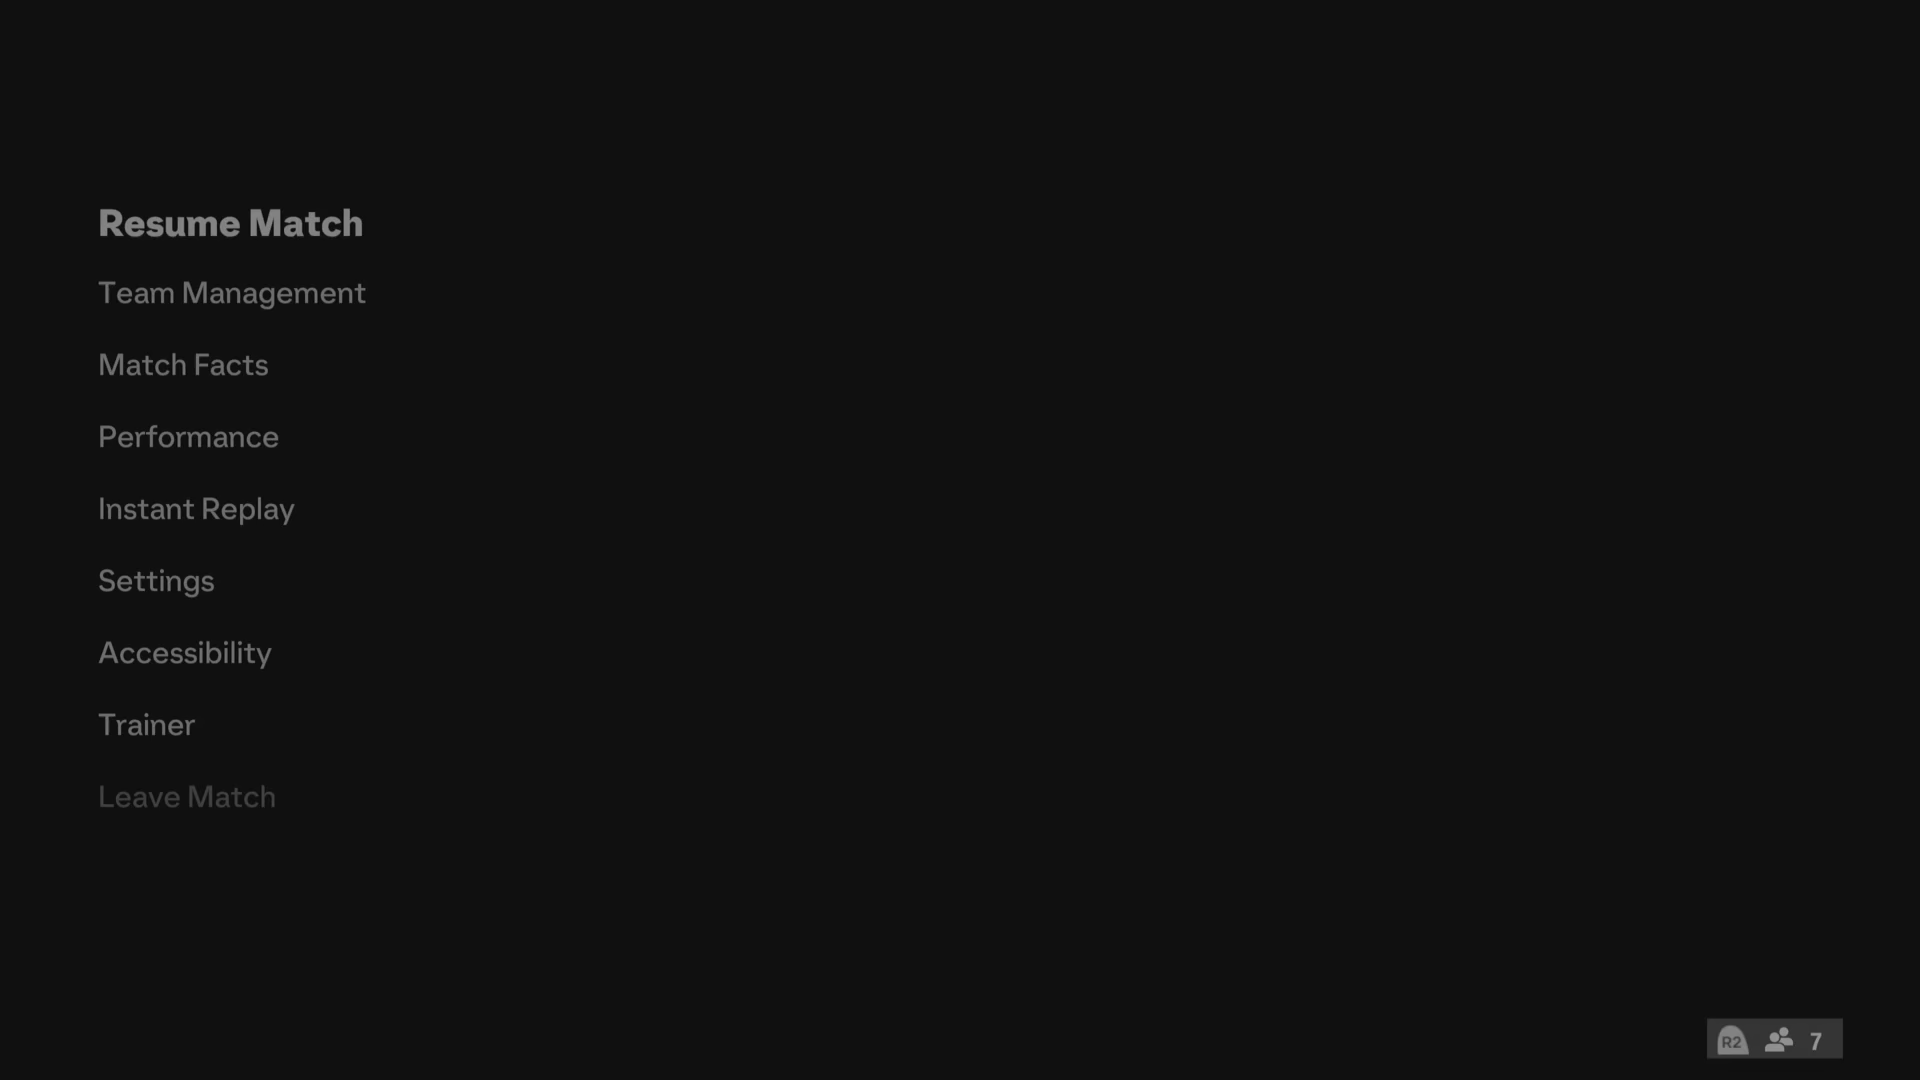 Resume Match
Team Management
Match Facts
Performance
Instant Replay
Settings
Accessibility
Trainer
Leave Match
R2 7